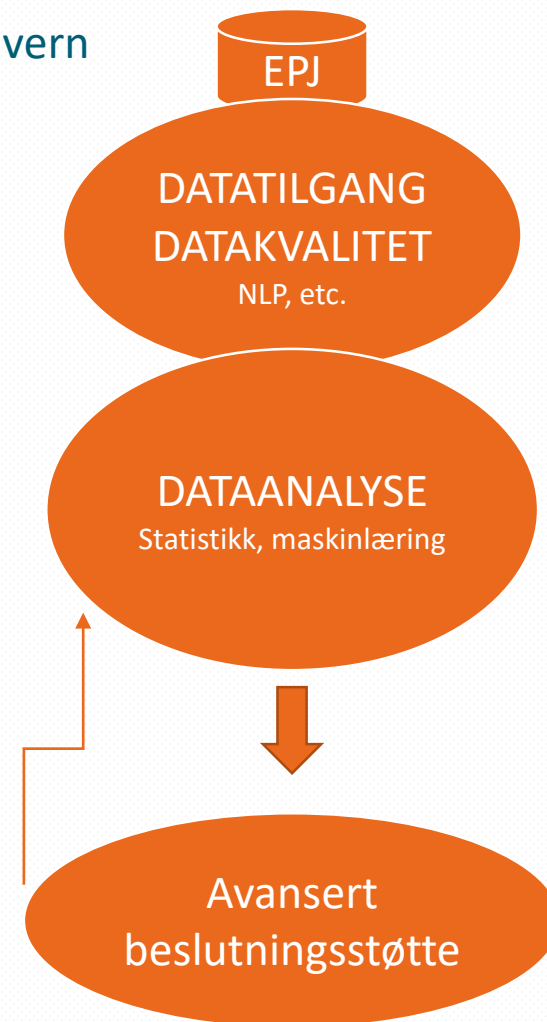 vern
EPJ
DATATILGANG
DATAKVALITET
NLP, etc.
DATAANALYSE
Statistikk, maskinlæring
Avansert
beslutningsstøtte